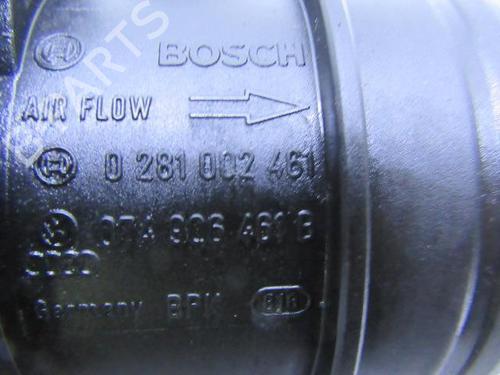 BOSCH
AIR FLOW
0 281 002 461
074 906 461 B
Germany BPK